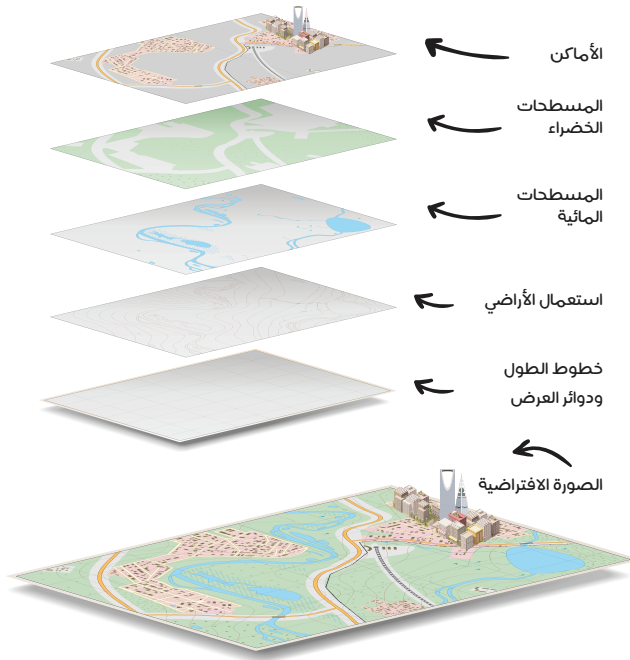 الأماكن
المسطحات
الخضراء
المسطحات
المائية
استعمال الأراضي
خطوط الطول
ودوائر العرض
الصورة الافتراضية